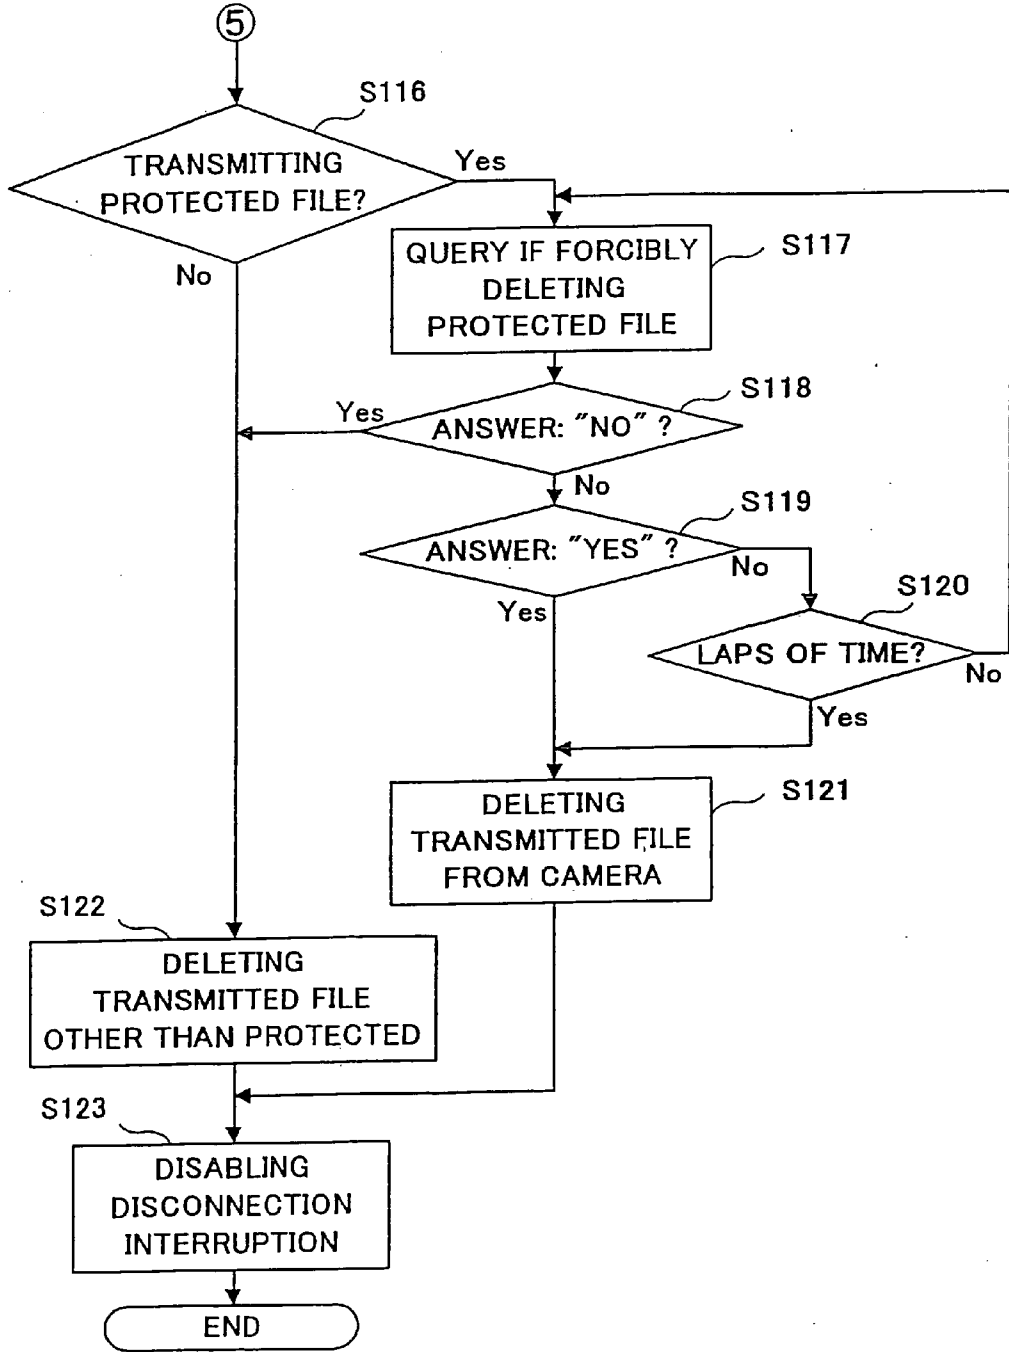 5
S116
TRANSMITTING
PROTECTED FILE?
Yes
No
QUERY IF FORCIBLY
DELETING
PROTECTED FILE
S117
S118
Yes
ANSWER: "NO" ?
No
S119
ANSWER: "YES" ?
No
Yes
S120
LAPS OF TIME?
No
Yes
S121
DELETING
TRANSMITTED FILE
FROM CAMERA
S122
DELETING
TRANSMITTED FILE
OTHER THAN PROTECTED
S123
DISABLING
DISCONNECTION
INTERRUPTION
END